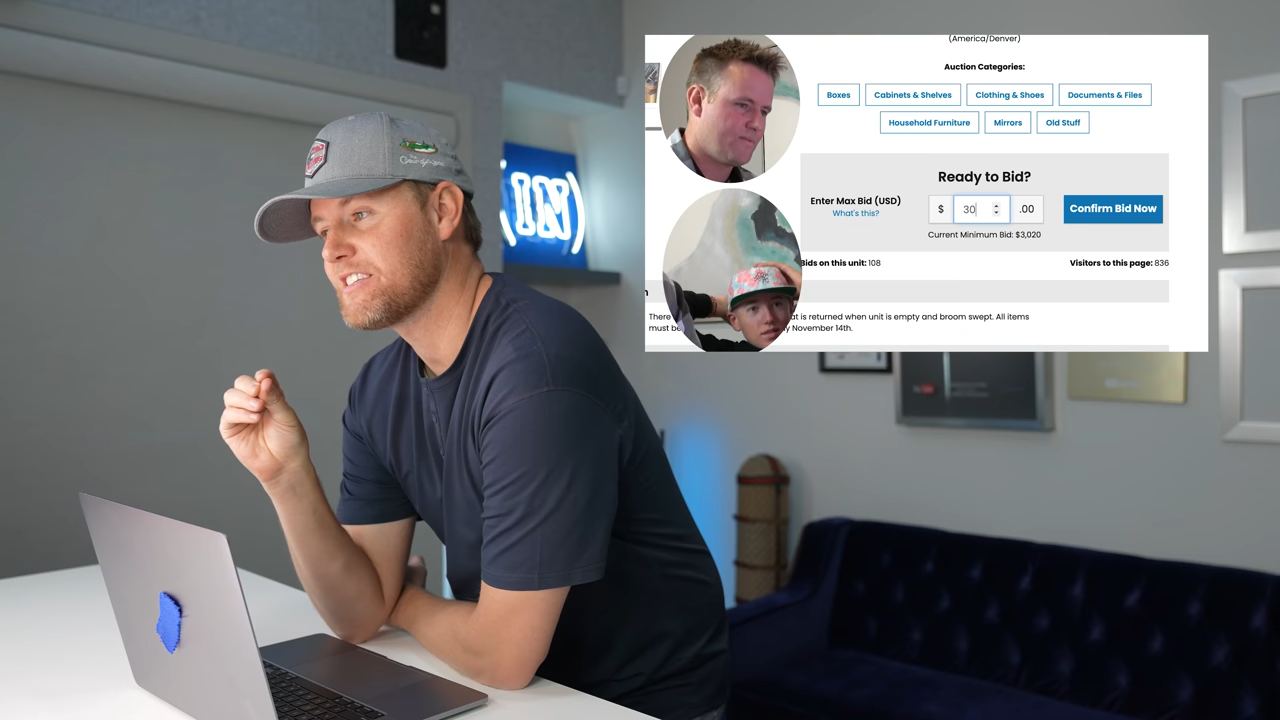 (America/Denver)
Auction Categories:
Boxes
Cabinets & Shelves
Clothing & Shoes
Documents & Files
Household Furniture
Mirrors
Old Stuff
Ready to Bid?
Enter Max Bid (USD)
What's this?
$
30
.00
Confirm Bid Now
Current Minimum Bid: $3,020
Bids on this unit: 108
Visitors to this page: 836
n
There
at is returned when unit is empty and broom swept. All items
must be
y November 14th.
(IN)